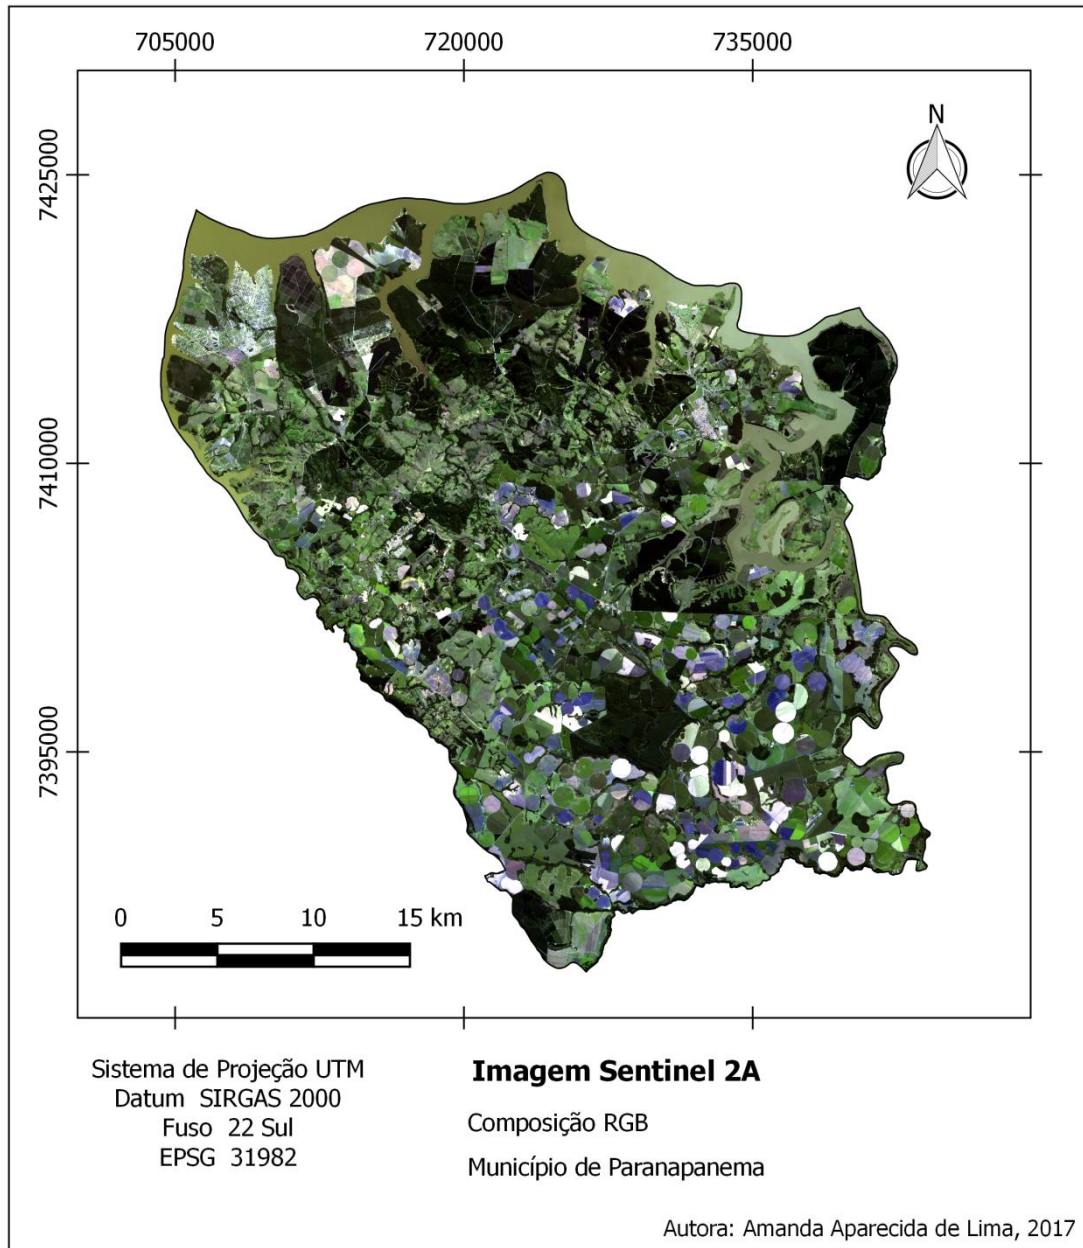 705000 720000 735000
N
7425000
7410000
7395000
0 5 10 15 km
Sistema de Projeção UTM
Datum SIRGAS 2000
Fuso 22 Sul
EPSG 31982
Imagem Sentinel 2A
Composição RGB
Município de Paranapanema
Autora: Amanda Aparecida de Lima, 2017